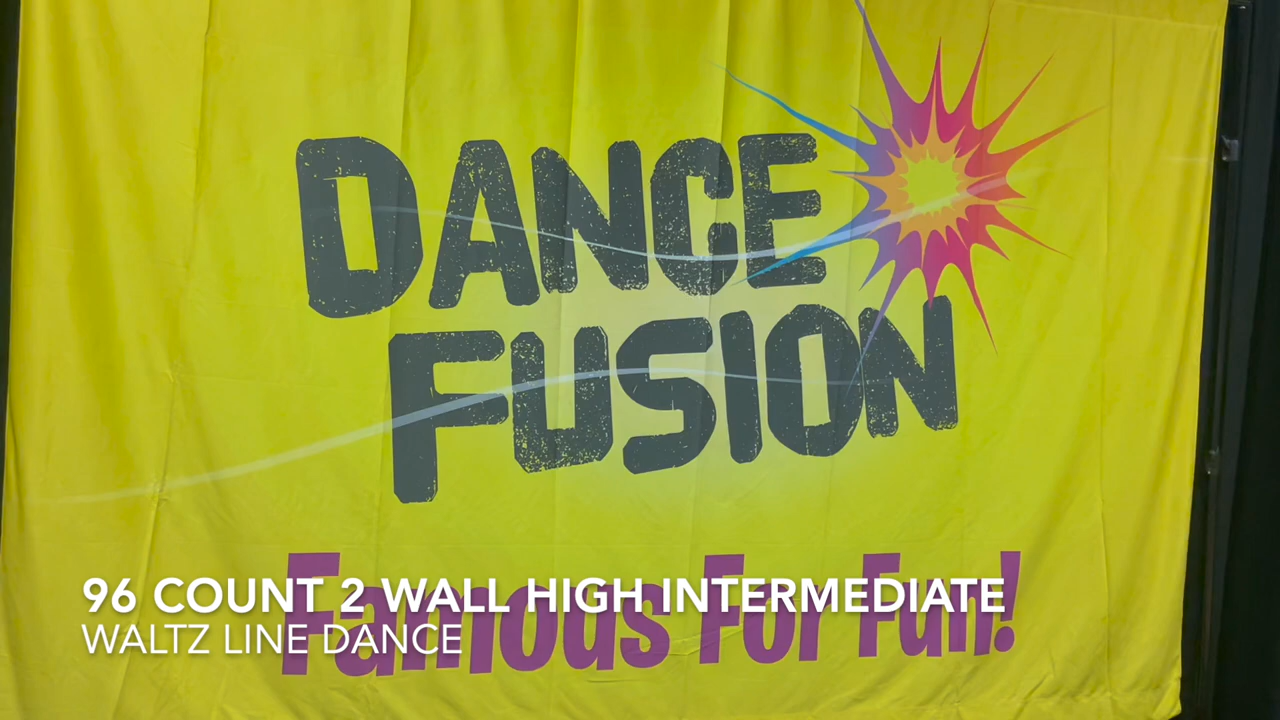 DANCE
FUSION
Famous For Fun!
96 COUNT 2 WALL HIGH INTERMEDIATE
WALTZ LINE DANCE